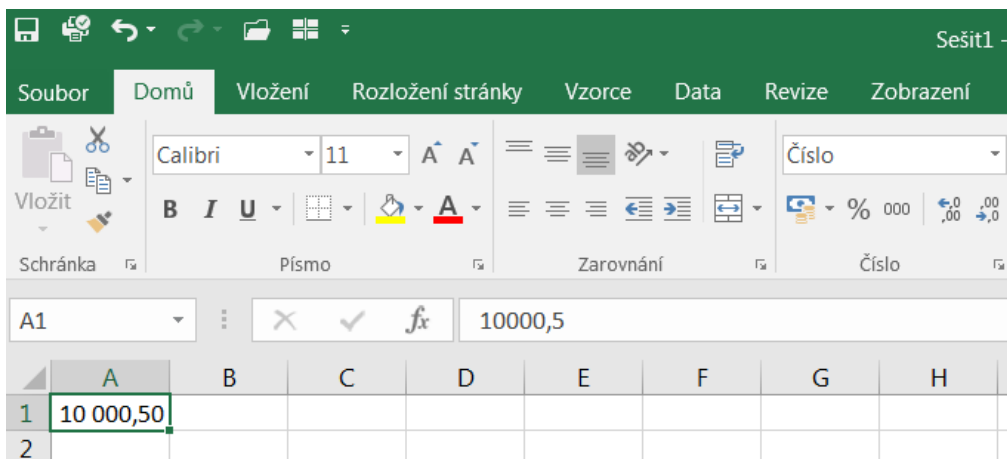 Sešit1 -
Soubor Domů Vložení Rozložení stránky Vzorce Data Revize Zobrazení
Calibri 11 A A Číslo
Vložit B I U A % 000 ,0 ,00 ,00 ,0
Schránka Písmo Zarovnání Číslo
A1 fx 10000,5
A B C D E F G H
1 10 000,50
2